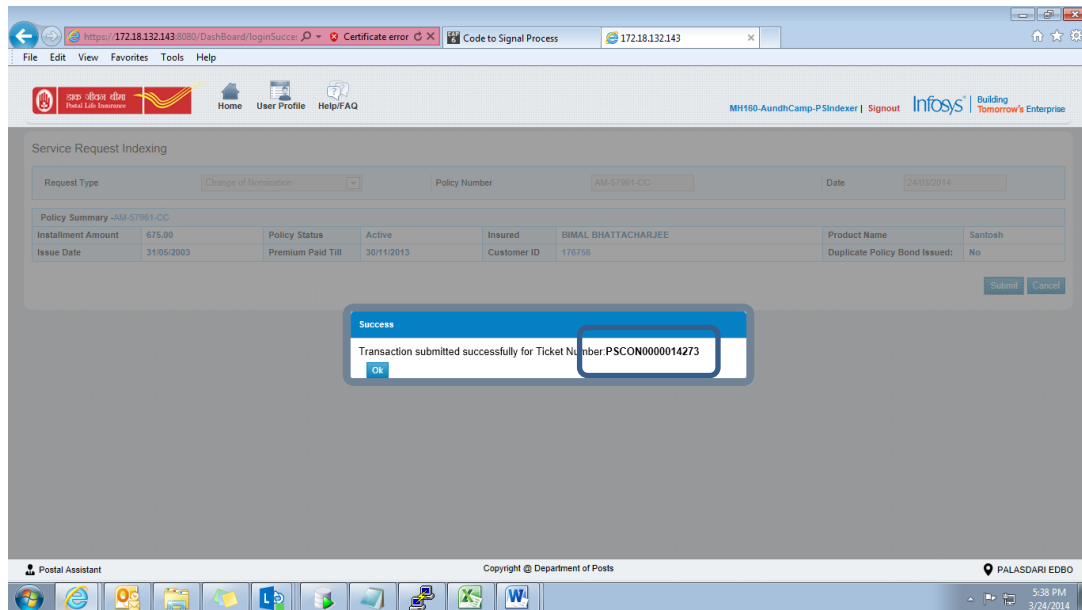 https://172.18.132.143:8080/DashBoard/loginSucce: Certificate error Code to Signal Process 172.18.132.143
File Edit View Favorites Tools Help
डाक जीवन बीमा
Postal Life Insurance
Home User Profile Help/FAQ
MH160-AundhCamp-PSIndexer | Signout
Infosys | Building Tomorrow's Enterprise
Service Request Indexing
Request Type Change of Nomination Policy Number AM-57961-CC Date 24/03/2014
Policy Summary -AM-57961-CC
Installment Amount 675.00 Policy Status Active Insured BIMAL BHATTACHARJEE Product Name Santosh
Issue Date 31/05/2003 Premium Paid Till 30/11/2013 Customer ID 176756 Duplicate Policy Bond Issued: No
Submit Cancel
Success
Transaction submitted successfully for Ticket Number:PSCON0000014273
Ok
Postal Assistant Copyright @ Department of Posts PALASDARI EDBO
5:38 PM
3/24/2014